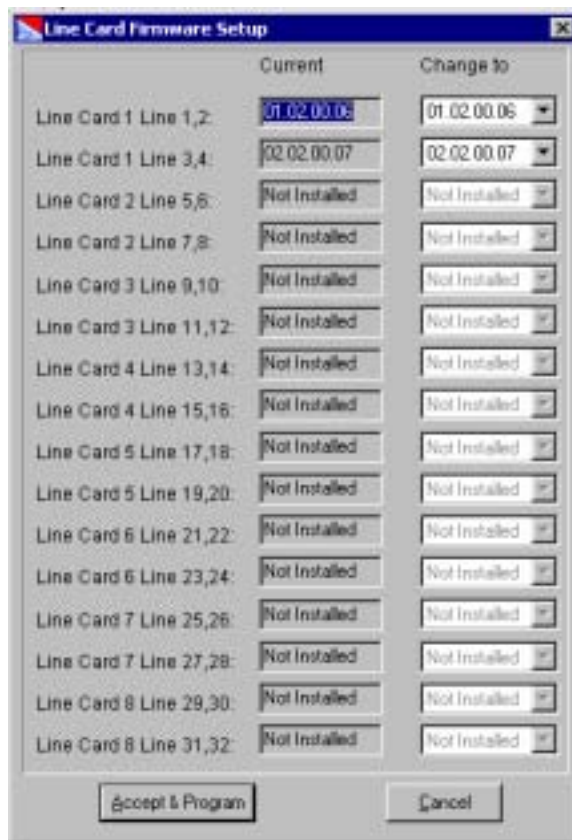 Line Card Firmware Setup
Current Change to
Line Card 1 Line 1,2: 01.02.00.06 01.02.00.06
Line Card 1 Line 3,4: 02.02.00.07 02.02.00.07
Line Card 2 Line 5,6: Not Installed Not Installed
Line Card 2 Line 7,8: Not Installed Not Installed
Line Card 3 Line 9,10: Not Installed Not Installed
Line Card 3 Line 11,12: Not Installed Not Installed
Line Card 4 Line 13,14: Not Installed Not Installed
Line Card 4 Line 15,16: Not Installed Not Installed
Line Card 5 Line 17,18: Not Installed Not Installed
Line Card 5 Line 19,20: Not Installed Not Installed
Line Card 6 Line 21,22: Not Installed Not Installed
Line Card 6 Line 23,24: Not Installed Not Installed
Line Card 7 Line 25,26: Not Installed Not Installed
Line Card 7 Line 27,28: Not Installed Not Installed
Line Card 8 Line 29,30: Not Installed Not Installed
Line Card 8 Line 31,32: Not Installed Not Installed
Accept & Program Cancel